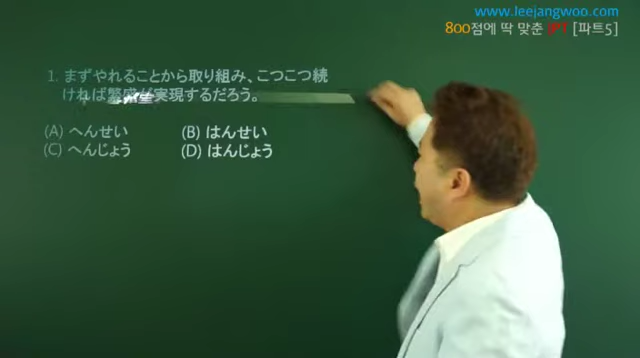 www.leejangwoo.com
800점에 딱 맞춘 JPT [파트5]
1. まずやれることから取り組み、こつこつ続
ければ繁盛が実現するだろう。
(A) へんせい (B) はんせい
(C) へんじょう (D) はんじょう